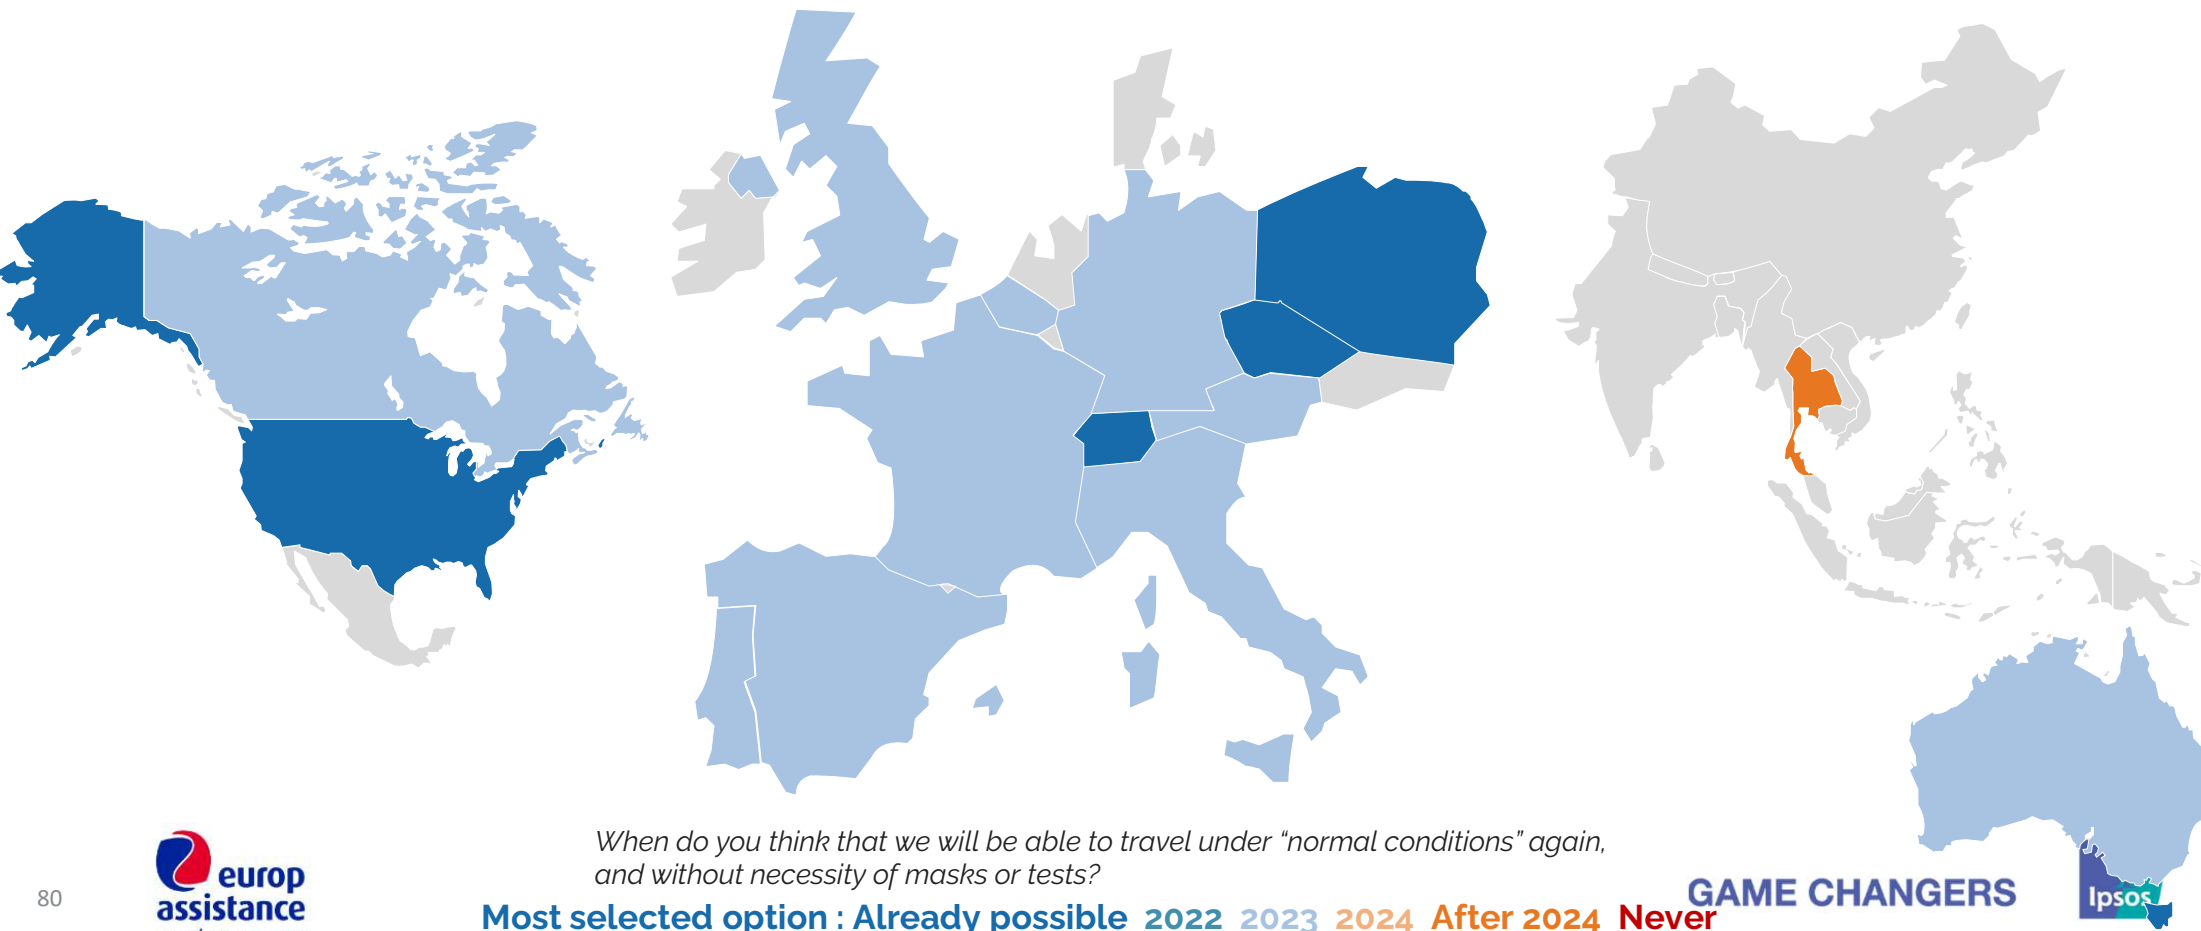 When do you think that we will be able to travel under “normal conditions” again,
and without necessity of masks or tests?
80
europ
assistance
GAME CHANGERS
Ipsos
Most selected option : Already possible 2022 2023 2024 After 2024 Never